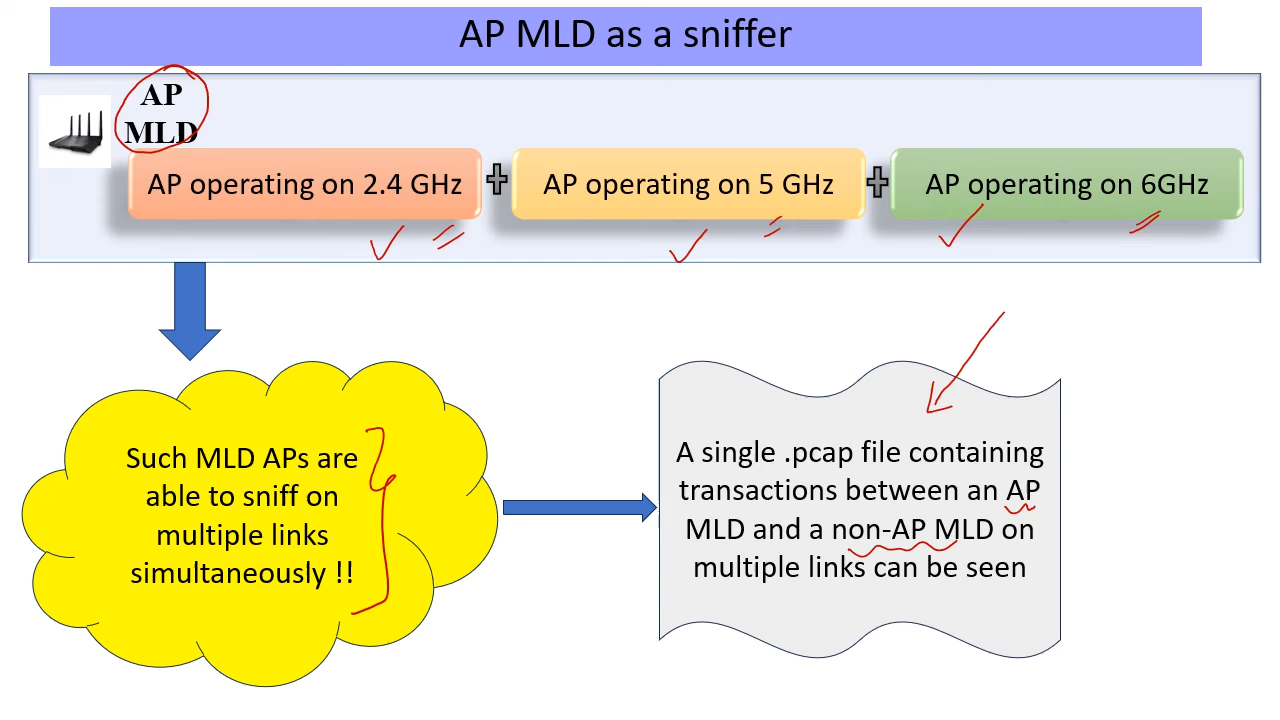 AP MLD as a sniffer
AP
MLD
AP operating on 2.4 GHz
AP operating on 5 GHz
AP operating on 6GHz
Such MLD APs are
able to sniff on
multiple links
simultaneously !!
A single .pcap file containing
transactions between an AP
MLD and a non-AP MLD on
multiple links can be seen